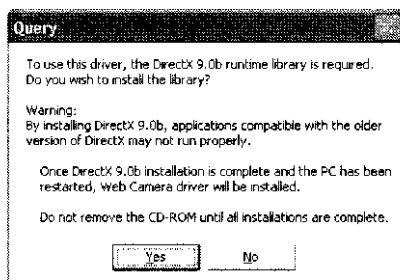 Query
To use this driver, the DirectX 9.0b runtime library is required.
Do you wish to install the library?
Warning:
By installing DirectX 9.0b, applications compatible with the older
version of DirectX may not run properly.
Once DirectX 9.0b installation is complete and the PC has been
restarted, Web Camera driver will be installed.
Do not remove the CD-ROM until all installations are complete.
Yes No